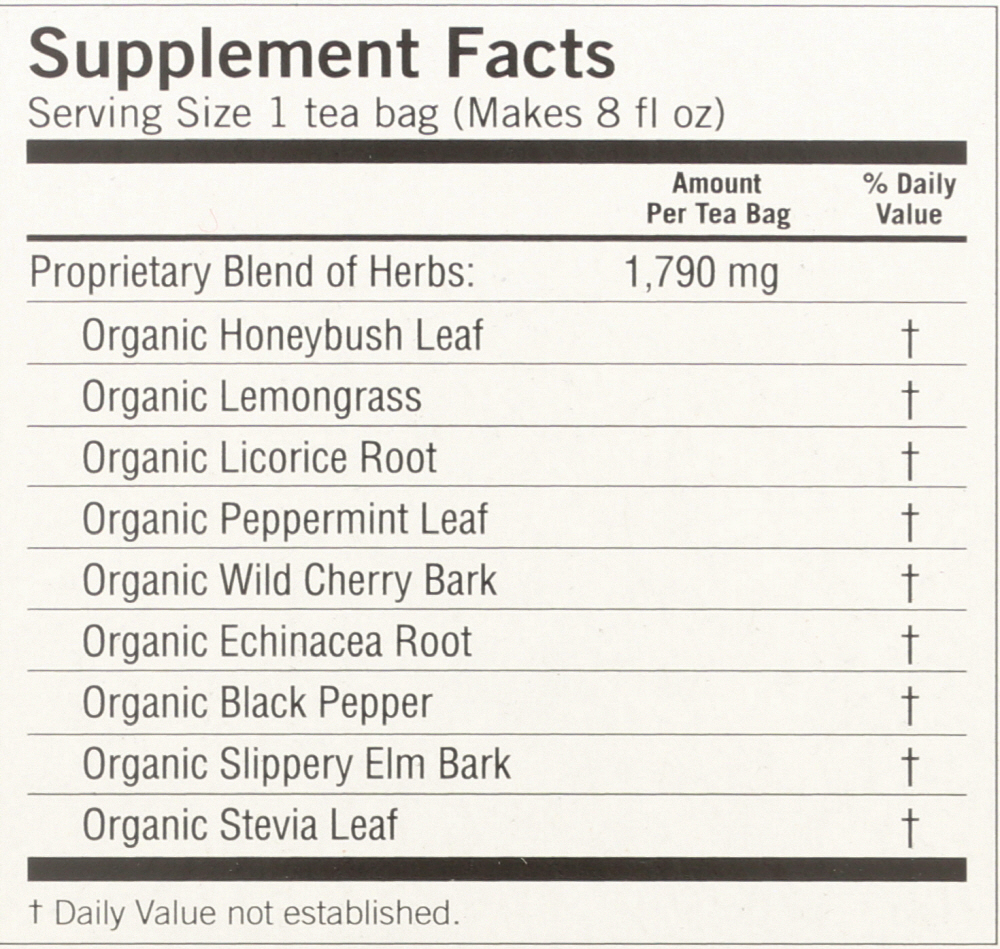 Supplement Facts
Serving Size 1 tea bag (Makes 8 fl oz)
Amount Per Tea Bag % Daily Value
Proprietary Blend of Herbs: 1,790 mg
Organic Honeybush Leaf †
Organic Lemongrass †
Organic Licorice Root †
Organic Peppermint Leaf †
Organic Wild Cherry Bark †
Organic Echinacea Root †
Organic Black Pepper †
Organic Slippery Elm Bark †
Organic Stevia Leaf †
† Daily Value not established.